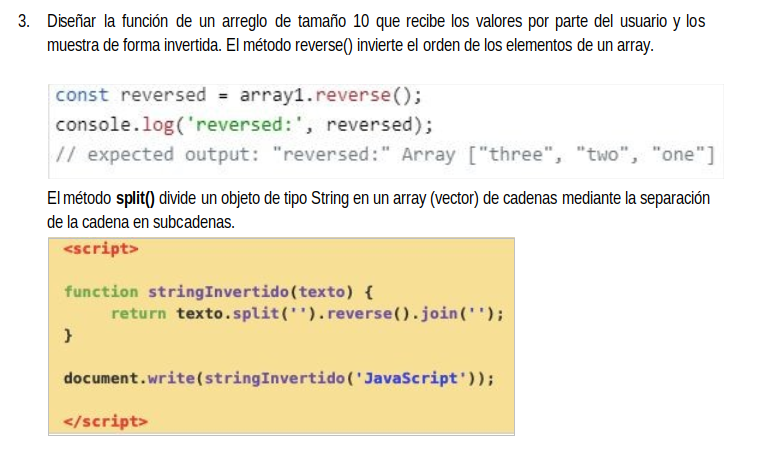 3. Diseñar la función de un arreglo de tamaño 10 que recibe los valores por parte del usuario y los
muestra de forma invertida. El método reverse() invierte el orden de los elementos de un array.
const reversed = array1.reverse();
console.log('reversed:', reversed);
// expected output: "reversed:" Array ["three", "two", "one"]
El método split() divide un objeto de tipo String en un array (vector) de cadenas mediante la separación
de la cadena en subcadenas.
<script>
function stringInvertido(texto) {
return texto.split('').reverse().join('');
}
document.write(stringInvertido('JavaScript'));
</script>